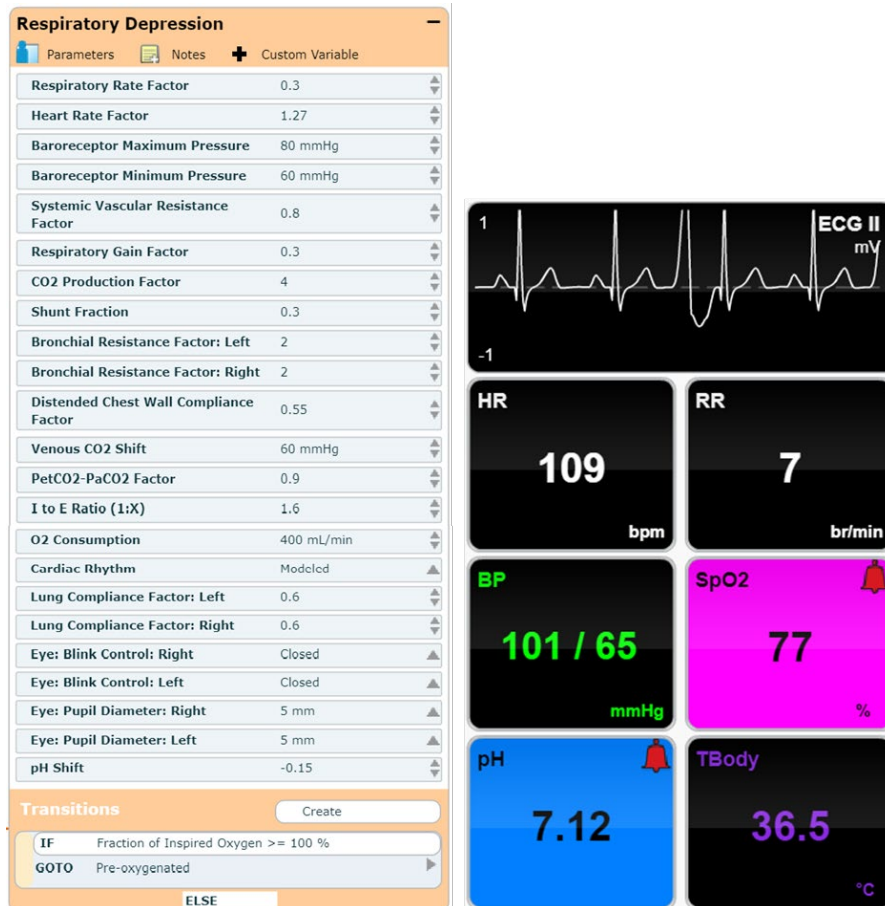 Respiratory Depression
Parameters Notes Custom Variable
Respiratory Rate Factor 0.3
Heart Rate Factor 1.27
Baroreceptor Maximum Pressure 80 mmHg
Baroreceptor Minimum Pressure 60 mmHg
Systemic Vascular Resistance
Factor 0.8
Respiratory Gain Factor 0.3
CO2 Production Factor 4
Shunt Fraction 0.3
Bronchial Resistance Factor: Left 2
Bronchial Resistance Factor: Right 2
Distended Chest Wall Compliance
Factor 0.55
Venous CO2 Shift 60 mmHg
PetCO2-PaCO2 Factor 0.9
I to E Ratio (1:X) 1.6
O2 Consumption 400 mL/min
Cardiac Rhythm Modeled
Lung Compliance Factor: Left 0.6
Lung Compliance Factor: Right 0.6
Eye: Blink Control: Right Closed
Eye: Blink Control: Left Closed
Eye: Pupil Diameter: Right 5 mm
Eye: Pupil Diameter: Left 5 mm
pH Shift -0.15
Transitions Create
IF Fraction of Inspired Oxygen >= 100 %
GOTO Pre-oxygenated
ELSE
1 ECG II
mV
-1
HR
109
bpm
RR
7
br/min
BP
101 / 65
mmHg
SpO2
77
%
pH
7.12
TBody
36.5
°C